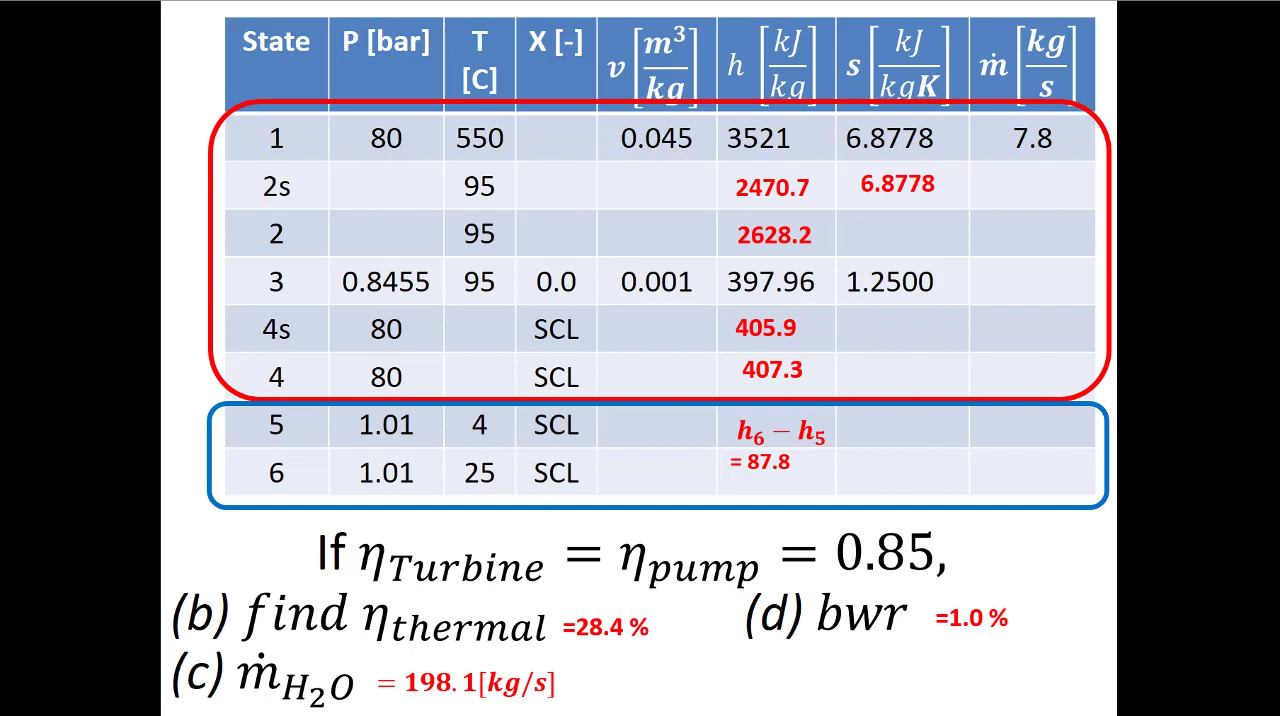 State P [bar] T [C] X [-] v [m³/kg] h [kJ/kg] s [kJ/kgK] ṁ [kg/s]
1 80 550 0.045 3521 6.8778 7.8
2s 95 2470.7 6.8778
2 95 2628.2
3 0.8455 95 0.0 0.001 397.96 1.2500
4s 80 SCL 405.9
4 80 SCL 407.3
5 1.01 4 SCL h₆ − h₅
6 1.01 25 SCL = 87.8
If η_Turbine = η_pump = 0.85,
(b) find η_thermal =28.4 % (d) bwr =1.0 %
(c) ṁ_H₂O = 198.1[kg/s]